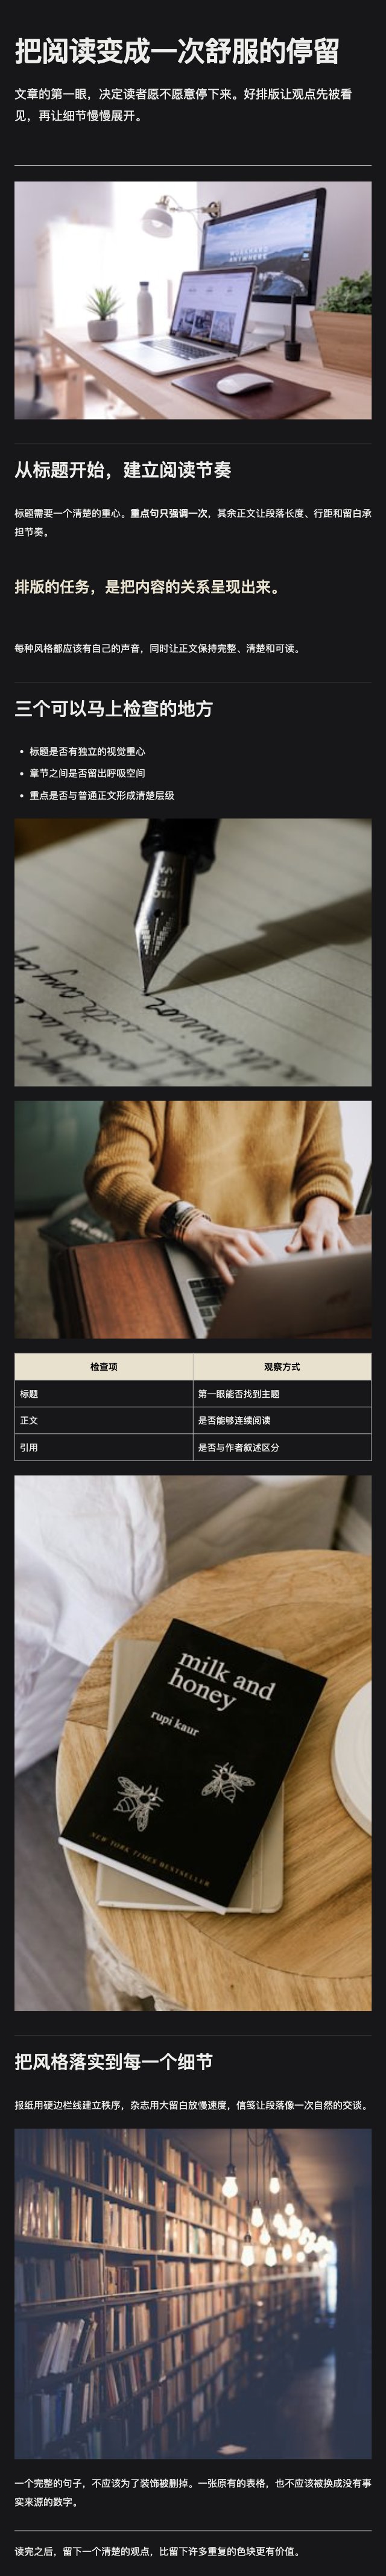 把阅读变成一次舒服的停留
文章的第一眼，决定读者愿不愿意停下来。好排版让观点先被看
见，再让细节慢慢展开。
从标题开始，建立阅读节奏
标题需要一个清楚的重心。重点句只强调一次，其余正文让段落长度、行距和留白承
担节奏。
排版的任务，是把内容的关系呈现出来。
每种风格都应该有自己的声音，同时让正文保持完整、清楚和可读。
三个可以马上检查的地方
• 标题是否有独立的视觉重心
• 章节之间是否留出呼吸空间
• 重点是否与普通正文形成清楚层级
检查项 观察方式
标题 第一眼能否找到主题
正文 是否能够连续阅读
引用 是否与作者叙述区分
milk and
honey
rupi kaur
NEW YORK TIMES BESTSELLER
把风格落实到每一个细节
报纸用硬边栏线建立秩序，杂志用大留白放慢速度，信笺让段落像一次自然的交谈。
一个完整的句子，不应该为了装饰被删掉。一张原有的表格，也不应该被换成没有事
实来源的数字。
读完之后，留下一个清楚的观点，比留下许多重复的色块更有价值。